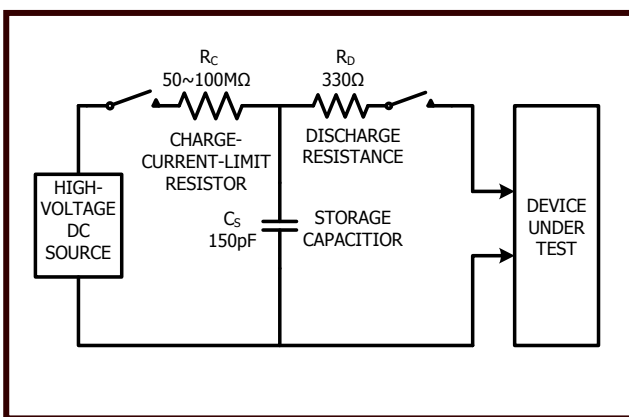 R_C
50~100MΩ
CHARGE-
CURRENT-LIMIT
RESISTOR
R_D
330Ω
DISCHARGE
RESISTANCE
HIGH-
VOLTAGE
DC
SOURCE
C_S
150pF
STORAGE
CAPACITIOR
DEVICE
UNDER
TEST